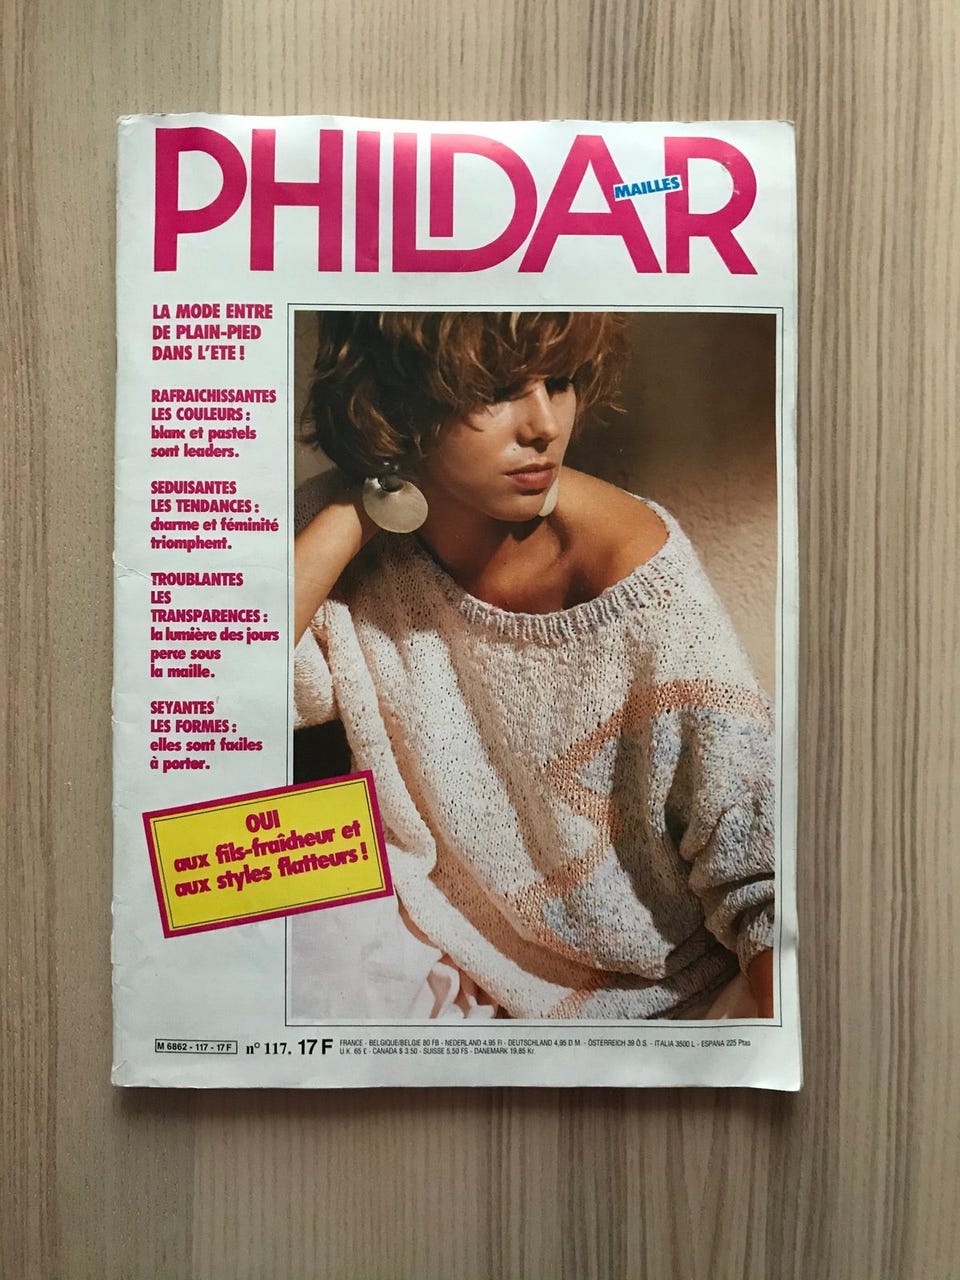 PHILDAR
MAILLES
LA MODE ENTRE
DE PLAIN-PIED
DANS L'ETE !
RAFRAICHISSANTES
LES COULEURS :
blanc et pastels
sont leaders.
SEDUISANTES
LES TENDANCES :
charme et féminité
triomphent.
TROUBLANTES
LES
TRANSPARENCES :
la lumière des jours
perce sous
la maille.
SEYANTES
LES FORMES :
elles sont faciles
à porter.
OUI
aux fils-fraîcheur et
aux styles flatteurs !
M 6862 - 117 - 17 F
n° 117. 17 F
FRANCE - BELGIQUE/BELGIE 80 FB - NEDERLAND 4,95 Fl - DEUTSCHLAND 4,95 D M. - ÖSTERREICH 39 Ö.S. - ITALIA 3500 L - ESPANA 225 Ptas
U.K. 65 £ - CANADA $ 3.50 - SUISSE 5,50 FS - DANEMARK 19,85 Kr.